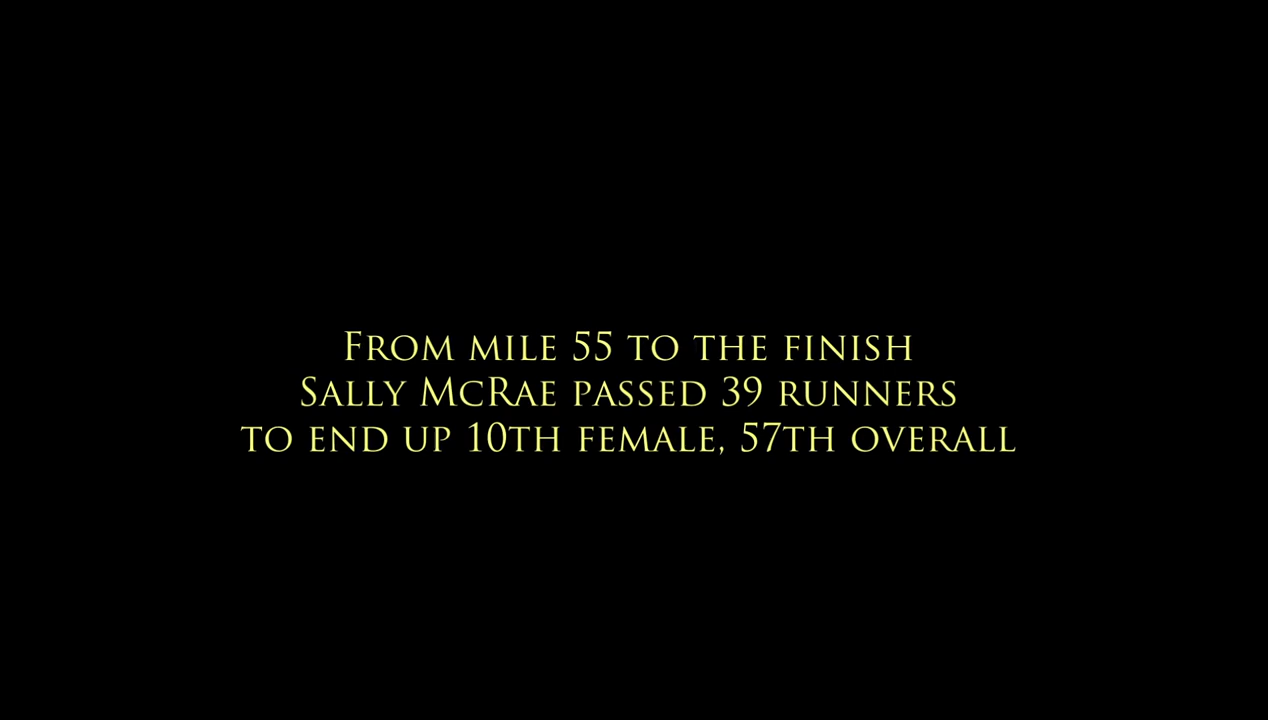 From mile 55 to the finish
Sally McRae passed 39 runners
to end up 10th female, 57th overall